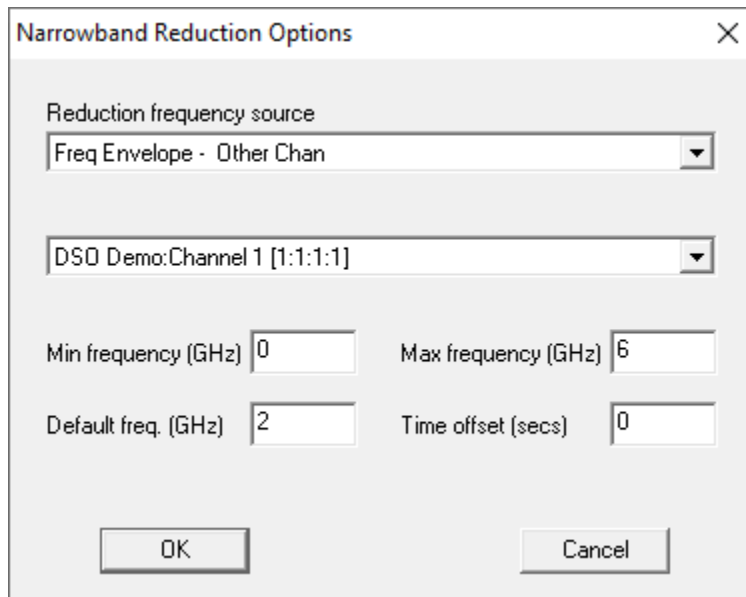 Narrowband Reduction Options
Reduction frequency source
Freq Envelope -  Other Chan
DSO Demo:Channel 1 [1:1:1:1]
Min frequency (GHz) 0 Max frequency (GHz) 6
Default freq. (GHz) 2 Time offset (secs) 0
OK Cancel